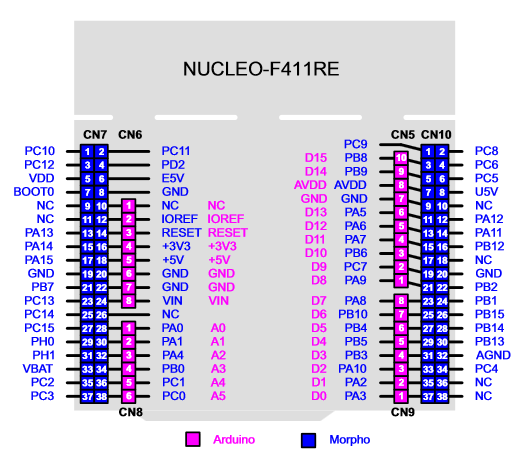 NUCLEO-F411RE
CN7 CN6 CN5 CN10
PC10 1 2 PC11 PC9 1 2 PC8
PC12 3 4 PD2 D15 PB8 10 3 4 PC6
VDD 5 6 E5V D14 PB9 9 5 6 PC5
BOOT0 7 8 GND AVDD AVDD 8 7 8 U5V
NC 9 10 1 NC NC GND GND 7 9 10 NC
NC 11 12 2 IOREF IOREF D13 PA5 6 11 12 PA12
PA13 13 14 3 RESET RESET D12 PA6 5 13 14 PA11
PA14 15 16 4 +3V3 +3V3 D11 PA7 4 15 16 PB12
PA15 17 18 5 +5V +5V D10 PB6 3 17 18 NC
GND 19 20 6 GND GND D9 PC7 2 19 20 GND
PB7 21 22 7 GND GND D8 PA9 1 21 22 PB2
PC13 23 24 8 VIN VIN D7 PA8 8 23 24 PB1
PC14 25 26 NC D6 PB10 7 25 26 PB15
PC15 27 28 1 PA0 A0 D5 PB4 6 27 28 PB14
PH0 29 30 2 PA1 A1 D4 PB5 5 29 30 PB13
PH1 31 32 3 PA4 A2 D3 PB3 4 31 32 AGND
VBAT 33 34 4 PB0 A3 D2 PA10 3 33 34 PC4
PC2 35 36 5 PC1 A4 D1 PA2 2 35 36 NC
PC3 37 38 6 PC0 A5 D0 PA3 1 37 38 NC
CN8 CN9
Arduino Morpho